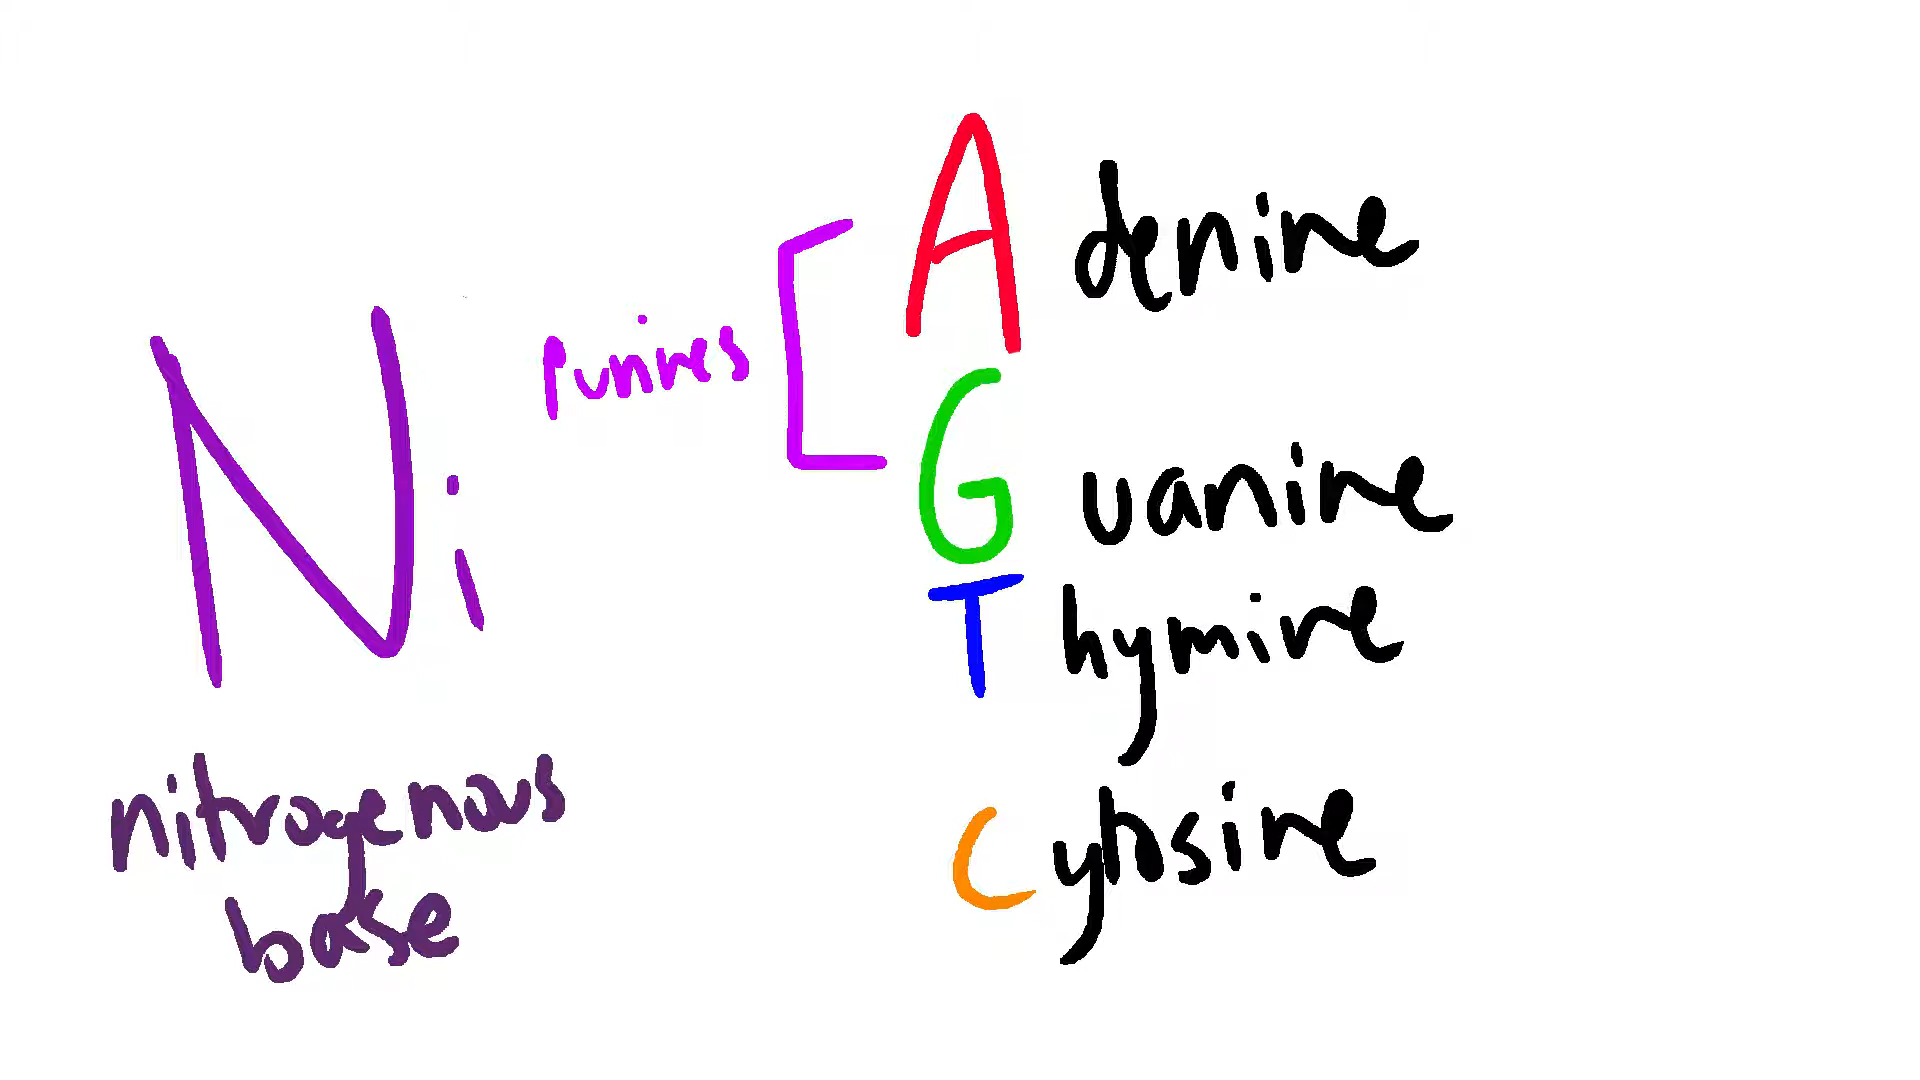 Adenine
Ni
Purines
Guanine
Thymine
Cytosine
nitrogenous
base